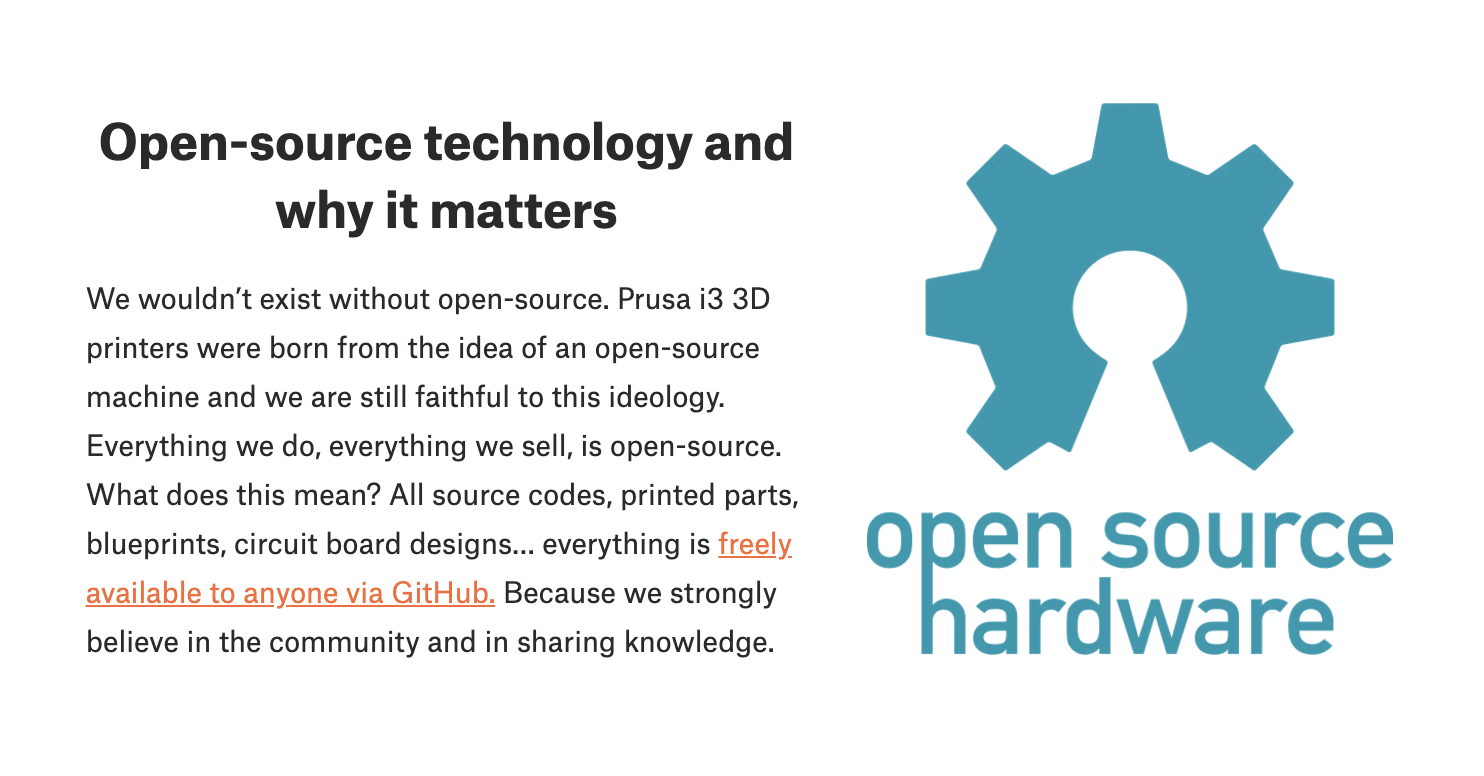 Open-source technology and
why it matters
We wouldn’t exist without open-source. Prusa i3 3D
printers were born from the idea of an open-source
machine and we are still faithful to this ideology.
Everything we do, everything we sell, is open-source.
What does this mean? All source codes, printed parts,
blueprints, circuit board designs... everything is freely
available to anyone via GitHub. Because we strongly
believe in the community and in sharing knowledge.
open source
hardware